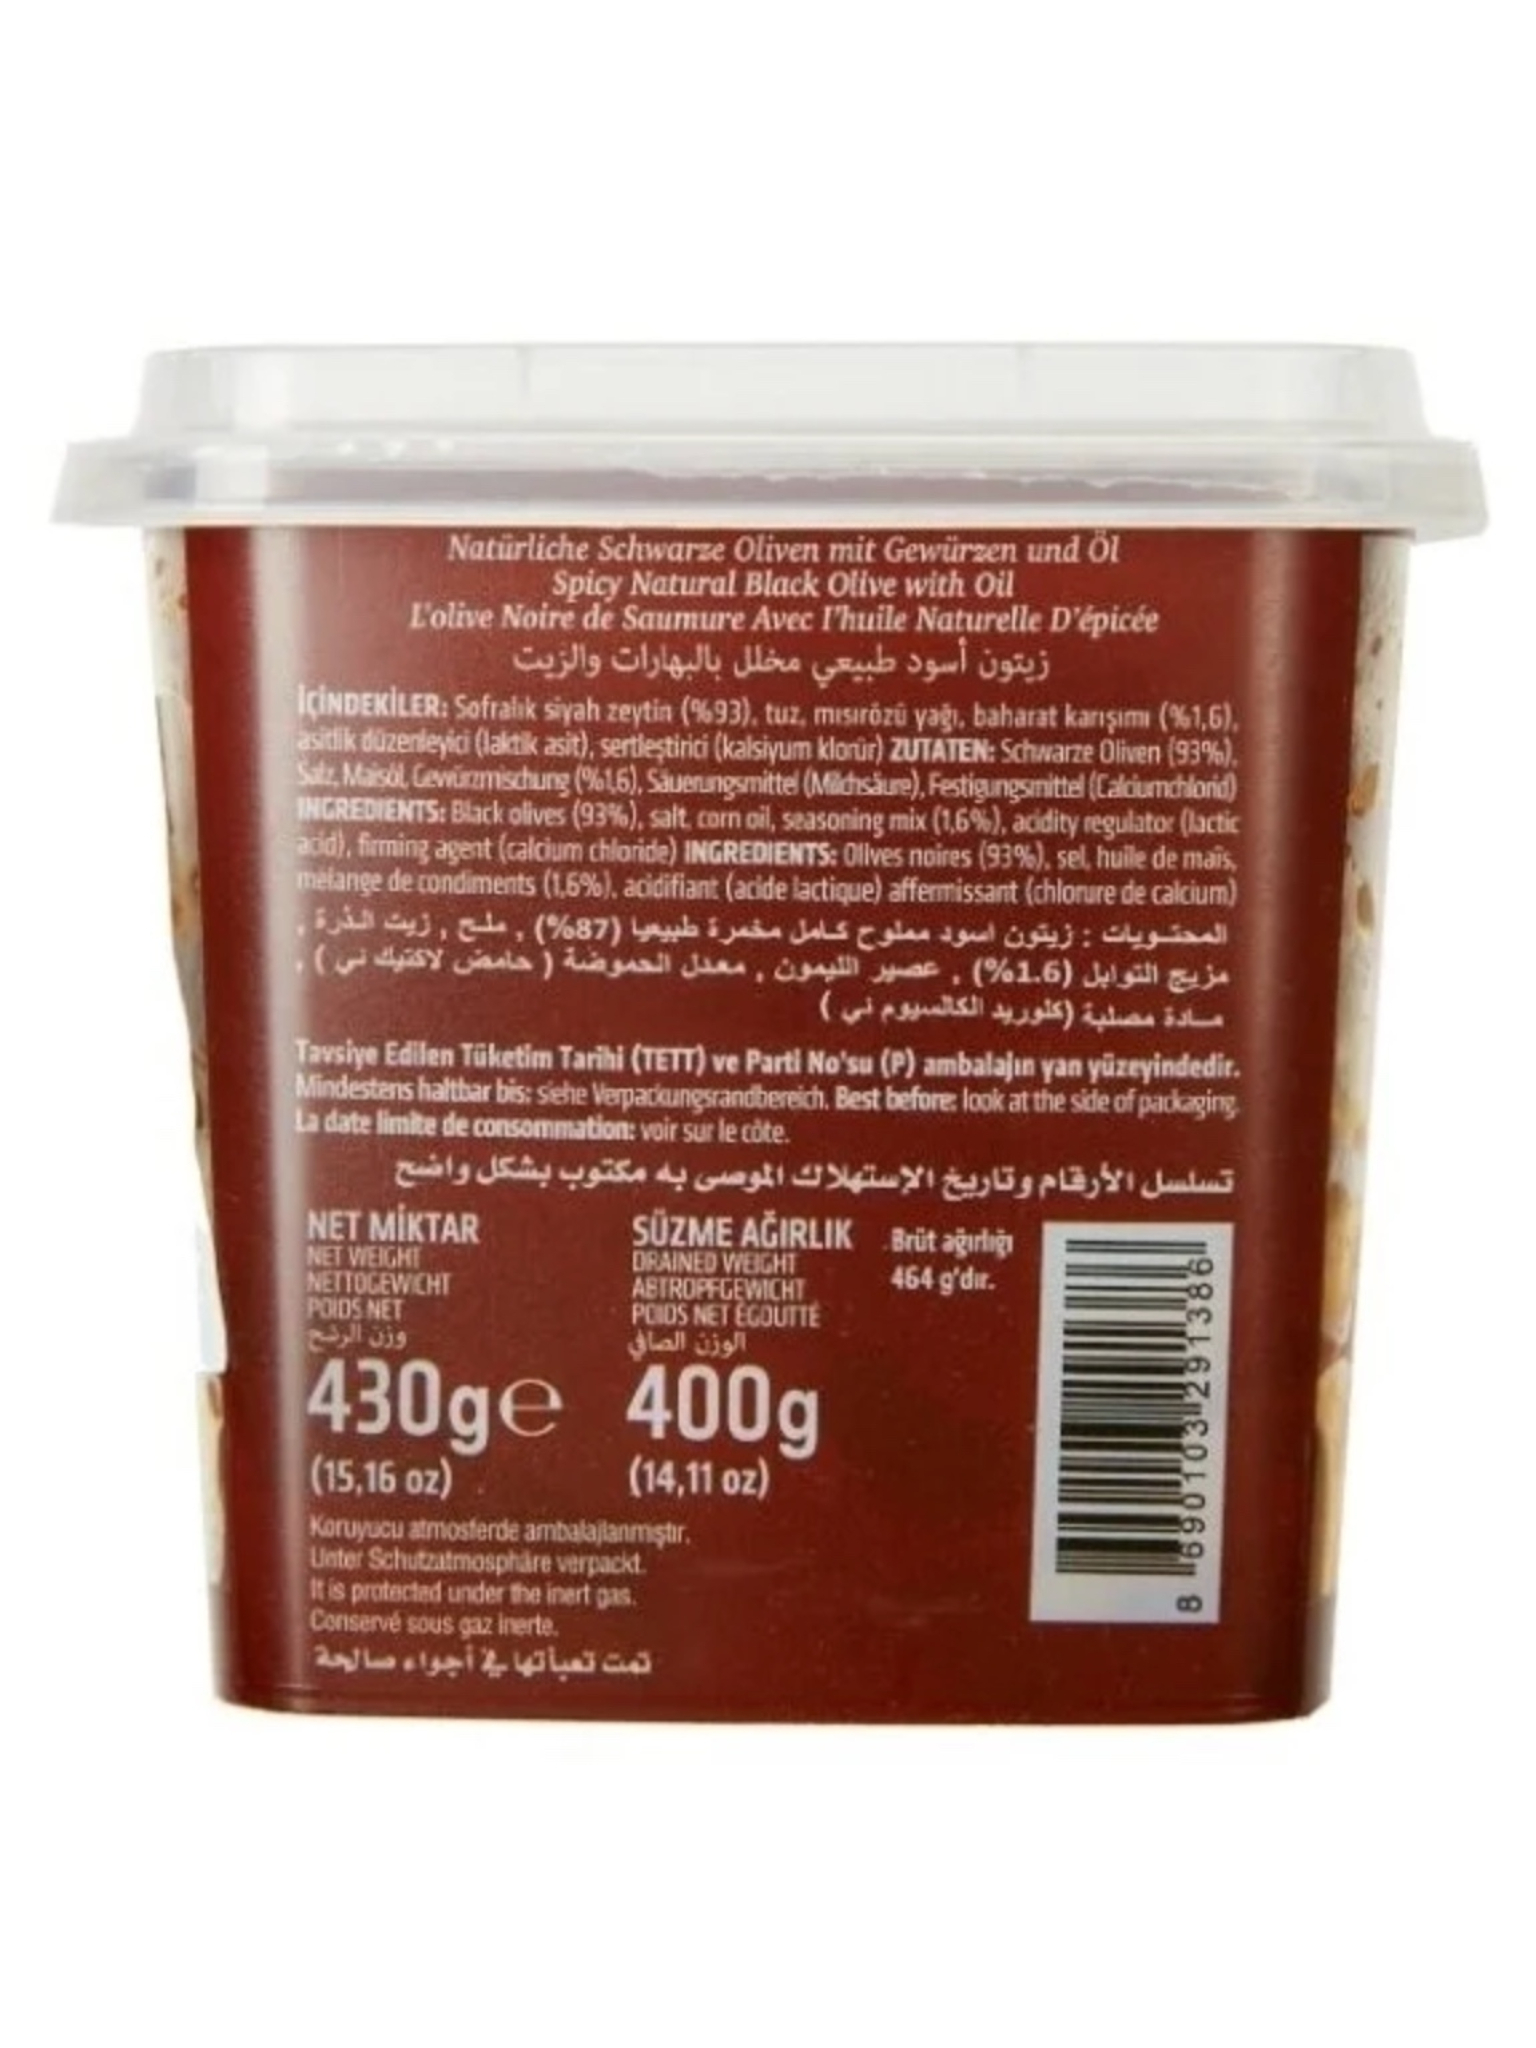 Natürliche Schwarze Oliven mit Gewürzen und Öl
Spicy Natural Black Olive with Oil
L'olive Noire de Saumure Avec I'huile Naturelle D'épicée
زيتون أسود طبيعي مخلل بالبهارات والزيت
İÇİNDEKİLER: Sofralık siyah zeytin (%93), tuz, mısırözü yağı, baharat karışımı (%1,6),
asitlik düzenleyici (laktik asit), sertleştirici (kalsiyum klorür) ZUTATEN: Schwarze Oliven (93%),
Salz, Maisöl, Gewürzmischung (%1,6), Säuerungsmittel (Milchsäure), Festigungsmittel (Calciumchlorid)
INGREDIENTS: Black olives (93%), salt, corn oil, seasoning mix (1,6%), acidity regulator (lactic
acid), firming agent (calcium chloride) INGREDIENTS: Olives noires (93%), sel, huile de maïs,
mélange de condiments (1,6%), acidifiant (acide lactique) affermissant (chlorure de calcium)
المحتويات : زيتون اسود مملوح كامل مخمرة طبيعيا (87%) , ملح , زيت الذرة ,
مزيج التوابل (1.6%) , عصير الليمون , معدل الحموضة ( حامض لاكتيك ني ) ,
مادة مصلبة (كلوريد الكالسيوم ني )
Tavsiye Edilen Tüketim Tarihi (TETT) ve Parti No'su (P) ambalajın yan yüzeyindedir.
Mindestens haltbar bis: siehe Verpackungsrandbereich. Best before: look at the side of packaging.
La date limite de consommation: voir sur le côte.
تسلسل الأرقام وتاريخ الإستهلاك الموصى به مكتوب بشكل واضح
NET MİKTAR
NET WEIGHT
NETTOGEWICHT
POIDS NET
وزن الرشح
430g℮
(15,16 oz)
SÜZME AĞIRLIK
DRAINED WEIGHT
ABTROPFGEWICHT
POIDS NET ÉGOUTTÉ
الوزن الصافي
400g
(14,11 oz)
Brüt ağırlığı
464 g'dır.
8 690103 291386
Koruyucu atmosferde ambalajlanmıştır.
Unter Schutzatmosphäre verpackt.
It is protected under the inert gas.
Conservé sous gaz inerte.
تمت تعبأتها في أجواء صالحة